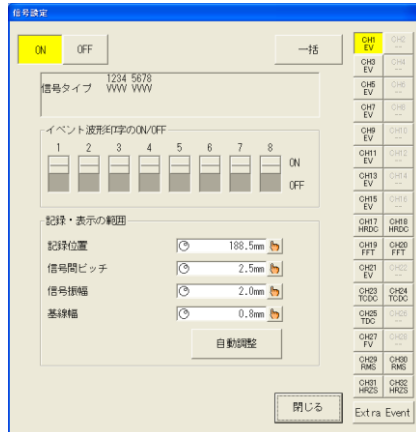 信号設定
ON OFF 一括
1234 5678
信号タイプ VVVV VVVV
イベント波形印字のON/OFF
1 2 3 4 5 6 7 8
ON
OFF
記録・表示の範囲
記録位置 188.5mm
信号間ピッチ 2.5mm
信号振幅 2.0mm
基線幅 0.8mm
自動調整
閉じる
CH1 CH2
EV --
CH3 CH4
EV --
CH5 CH6
EV --
CH7 CH8
EV --
CH9 CH10
EV --
CH11 CH12
EV --
CH13 CH14
EV --
CH15 CH16
EV --
CH17 CH18
HRDC HRDC
CH19 CH20
FFT FFT
CH21 CH22
EV --
CH23 CH24
TCDC TCDC
CH25 CH26
TDC --
CH27 CH28
FV --
CH29 CH30
RMS RMS
CH31 CH32
HRZS HRZS
Extra Event